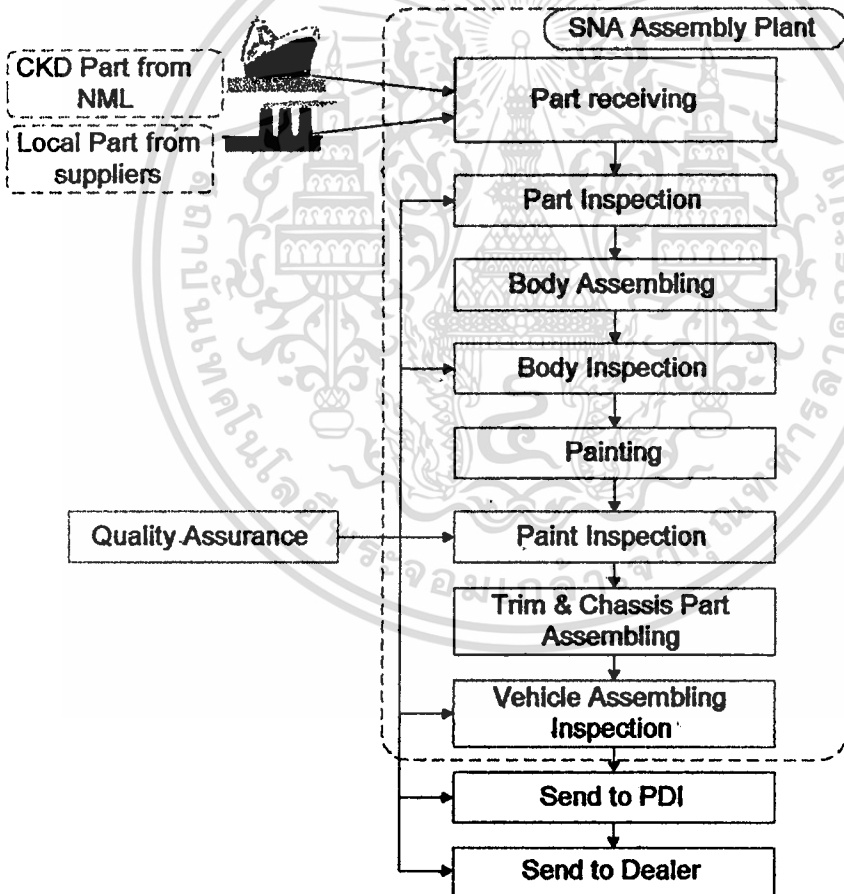 SNA Assembly Plant
CKD Part from
NML
Local Part from
suppliers
Part receiving
Part Inspection
Body Assembling
Body Inspection
Painting
Quality Assurance
Paint Inspection
Trim & Chassis Part
Assembling
Vehicle Assembling
Inspection
Send to PDI
Send to Dealer